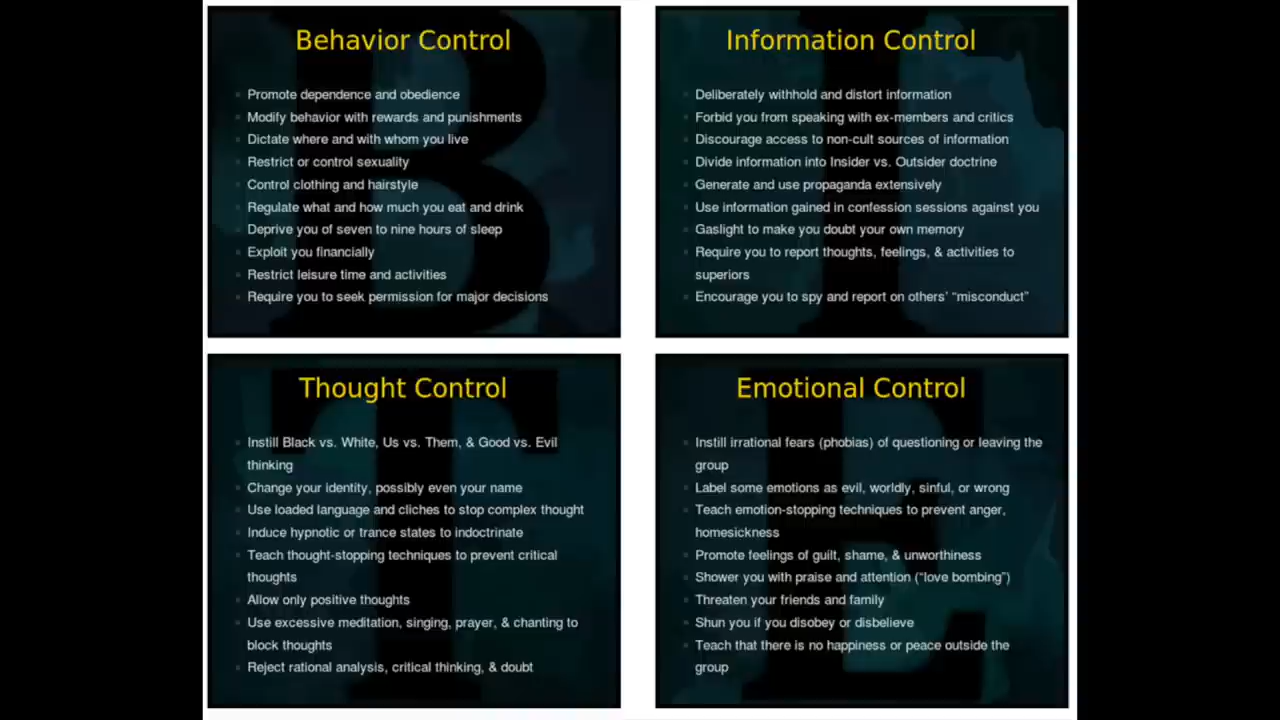 Behavior Control
Promote dependence and obedience
Modify behavior with rewards and punishments
Dictate where and with whom you live
Restrict or control sexuality
Control clothing and hairstyle
Regulate what and how much you eat and drink
Deprive you of seven to nine hours of sleep
Exploit you financially
Restrict leisure time and activities
Require you to seek permission for major decisions
Information Control
Deliberately withhold and distort information
Forbid you from speaking with ex-members and critics
Discourage access to non-cult sources of information
Divide information into Insider vs. Outsider doctrine
Generate and use propaganda extensively
Use information gained in confession sessions against you
Gaslight to make you doubt your own memory
Require you to report thoughts, feelings, & activities to
superiors
Encourage you to spy and report on others’ “misconduct”
Thought Control
Instill Black vs. White, Us vs. Them, & Good vs. Evil
thinking
Change your identity, possibly even your name
Use loaded language and cliches to stop complex thought
Induce hypnotic or trance states to indoctrinate
Teach thought-stopping techniques to prevent critical
thoughts
Allow only positive thoughts
Use excessive meditation, singing, prayer, & chanting to
block thoughts
Reject rational analysis, critical thinking, & doubt
Emotional Control
Instill irrational fears (phobias) of questioning or leaving the
group
Label some emotions as evil, worldly, sinful, or wrong
Teach emotion-stopping techniques to prevent anger,
homesickness
Promote feelings of guilt, shame, & unworthiness
Shower you with praise and attention (“love bombing”)
Threaten your friends and family
Shun you if you disobey or disbelieve
Teach that there is no happiness or peace outside the
group